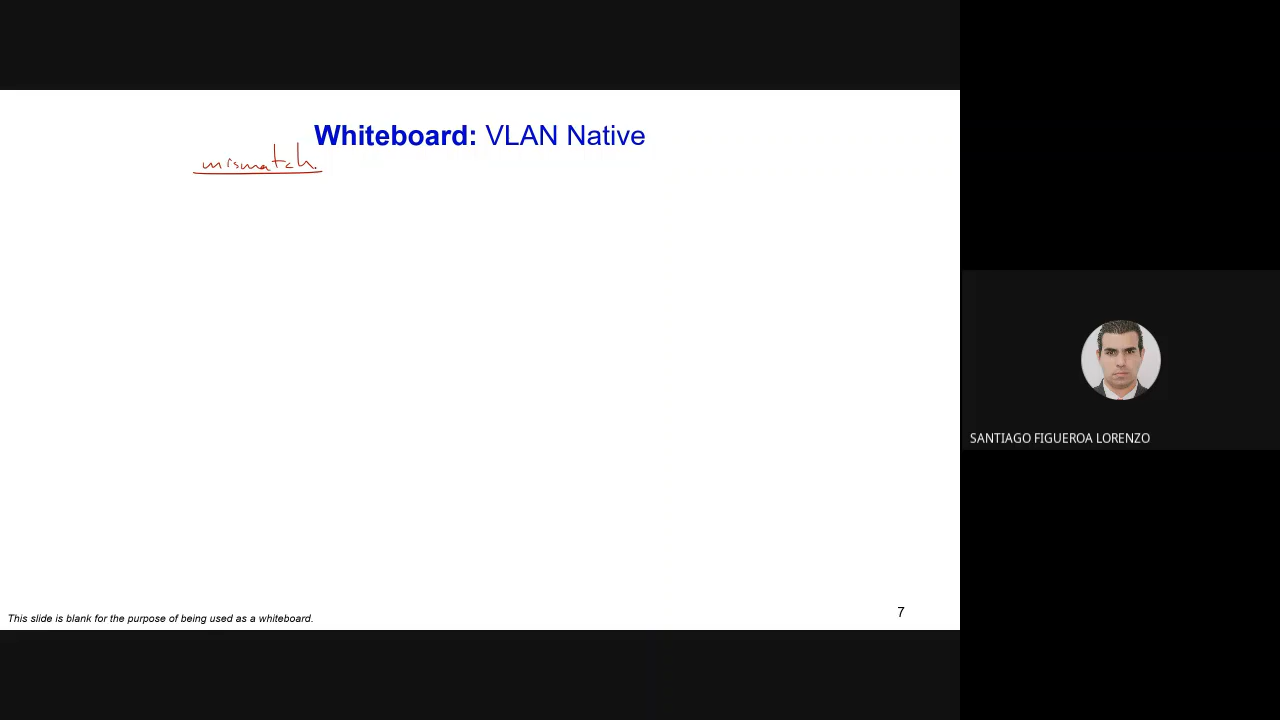 Whiteboard: VLAN Native
mismatch.
SANTIAGO FIGUEROA LORENZO
This slide is blank for the purpose of being used as a whiteboard.
7